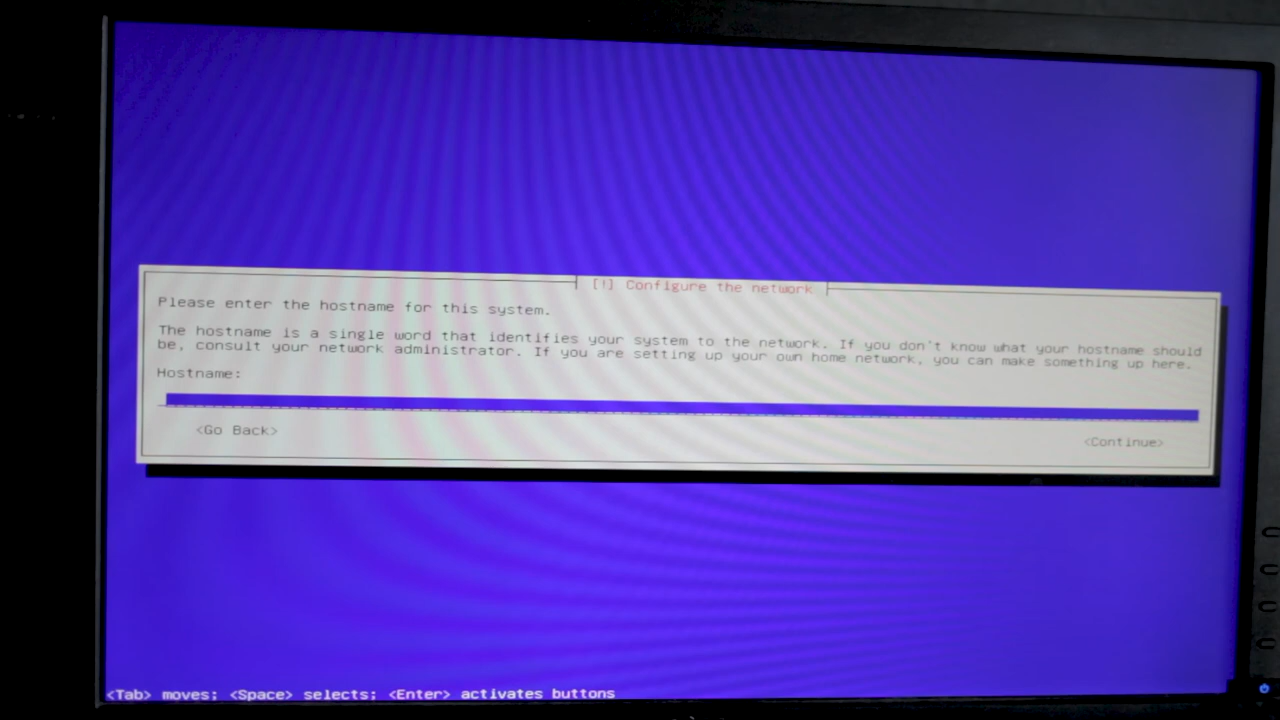 [!] Configure the network
Please enter the hostname for this system.
The hostname is a single word that identifies your system to the network. If you don't know what your hostname should
be, consult your network administrator. If you are setting up your own home network, you can make something up here.
Hostname:
<Go Back>
<Continue>
<Tab> moves; <Space> selects; <Enter> activates buttons